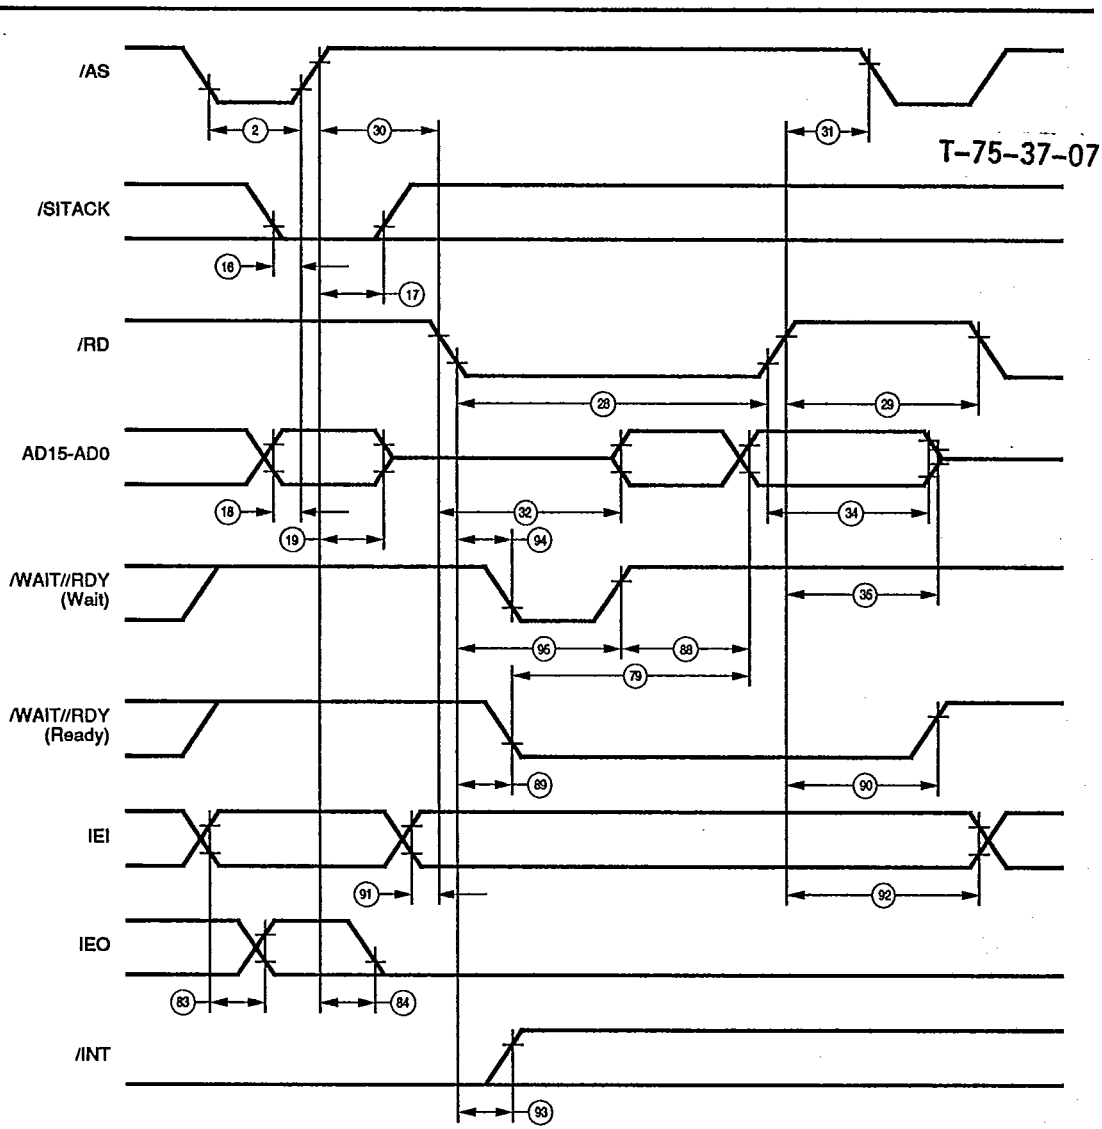 /AS
2
30
31
T-75-37-07
/SITACK
16
17
/RD
28
29
AD15-AD0
18
32
34
19
94
/WAIT//RDY
(Wait)
35
95
88
79
/WAIT//RDY
(Ready)
89
90
IEI
91
92
IEO
83
84
/INT
93